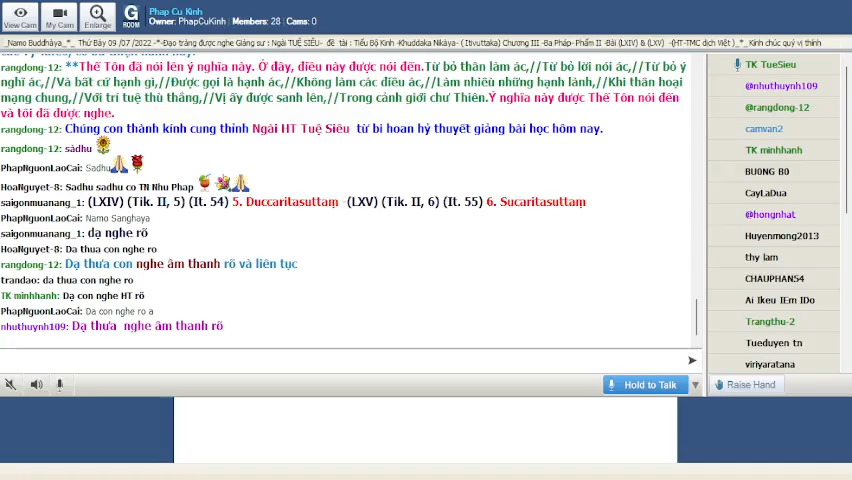 Phap Cu Kinh
Owner: PhapCuKinh | Members: 28 | Cams: 0
View Cam
My Cam
Enlarge
G
ROOM
_Namo Buddhāya_*_ Thứ Bảy 09 /07 /2022 -*-Đạo tràng được nghe Giảng sư : Ngài TUỆ SIÊU- đề tài : Tiểu Bộ Kinh -Khuddaka Nikàya- ( Itivuttaka) Chương III -Ba Pháp- Phẩm II -Bài (LXIV) & (LXV) -(HT-TMC dịch Việt )_*_Kính chúc quý vị thính
rangdong-12: **Thế Tôn đã nói lên ý nghĩa này. Ở đây, điều này được nói đến.Từ bỏ thân làm ác,//Từ bỏ lời nói ác,//Từ bỏ ý
nghĩ ác,//Và bất cứ hạnh gì,//Được gọi là hạnh ác,//Không làm các điều ác,//Làm nhiều những hạnh lành,//Khi thân hoại
mạng chung,//Với trí tuệ thù thắng,//Vị ấy được sanh lên,//Trong cảnh giới chư Thiên.Ý nghĩa này được Thế Tôn nói đến
và tôi đã được nghe.
rangdong-12: Chúng con thành kính cung thỉnh Ngài HT Tuệ Siêu từ bi hoan hỷ thuyết giảng bài học hôm nay.
rangdong-12: sàdhu
PhapNguonLaoCai: Sadhu
HoaNguyet-8: Sadhu sadhu co TN Nhu Phap
saigonmuanang_1: (LXIV) (Tik. II, 5) (It. 54) 5. Duccaritasuttaṃ -(LXV) (Tik. II, 6) (It. 55) 6. Sucaritasuttaṃ
PhapNguonLaoCai: Namo Sanghaya
saigonmuanang_1: dạ nghe rõ
HoaNguyet-8: Da thua con nghe ro
rangdong-12: Dạ thưa con nghe âm thanh rõ và liên tục
trandao: da thua con nghe ro
TK minhhanh: Dạ con nghe HT rõ
PhapNguonLaoCai: Da con nghe ro a
nhuthuynh109: Dạ thưa nghe âm thanh rõ
Hold to Talk
TK TueSieu
@nhuthuynh109
@rangdong-12
camvan2
TK minhhanh
BUONG BO
CayLaDua
@hongnhat
Huyenmong2013
thy lam
CHAUPHAN54
Ai Ikeu IEm IDo
Trangthu-2
Tueduyen tn
viriyaratana
Raise Hand